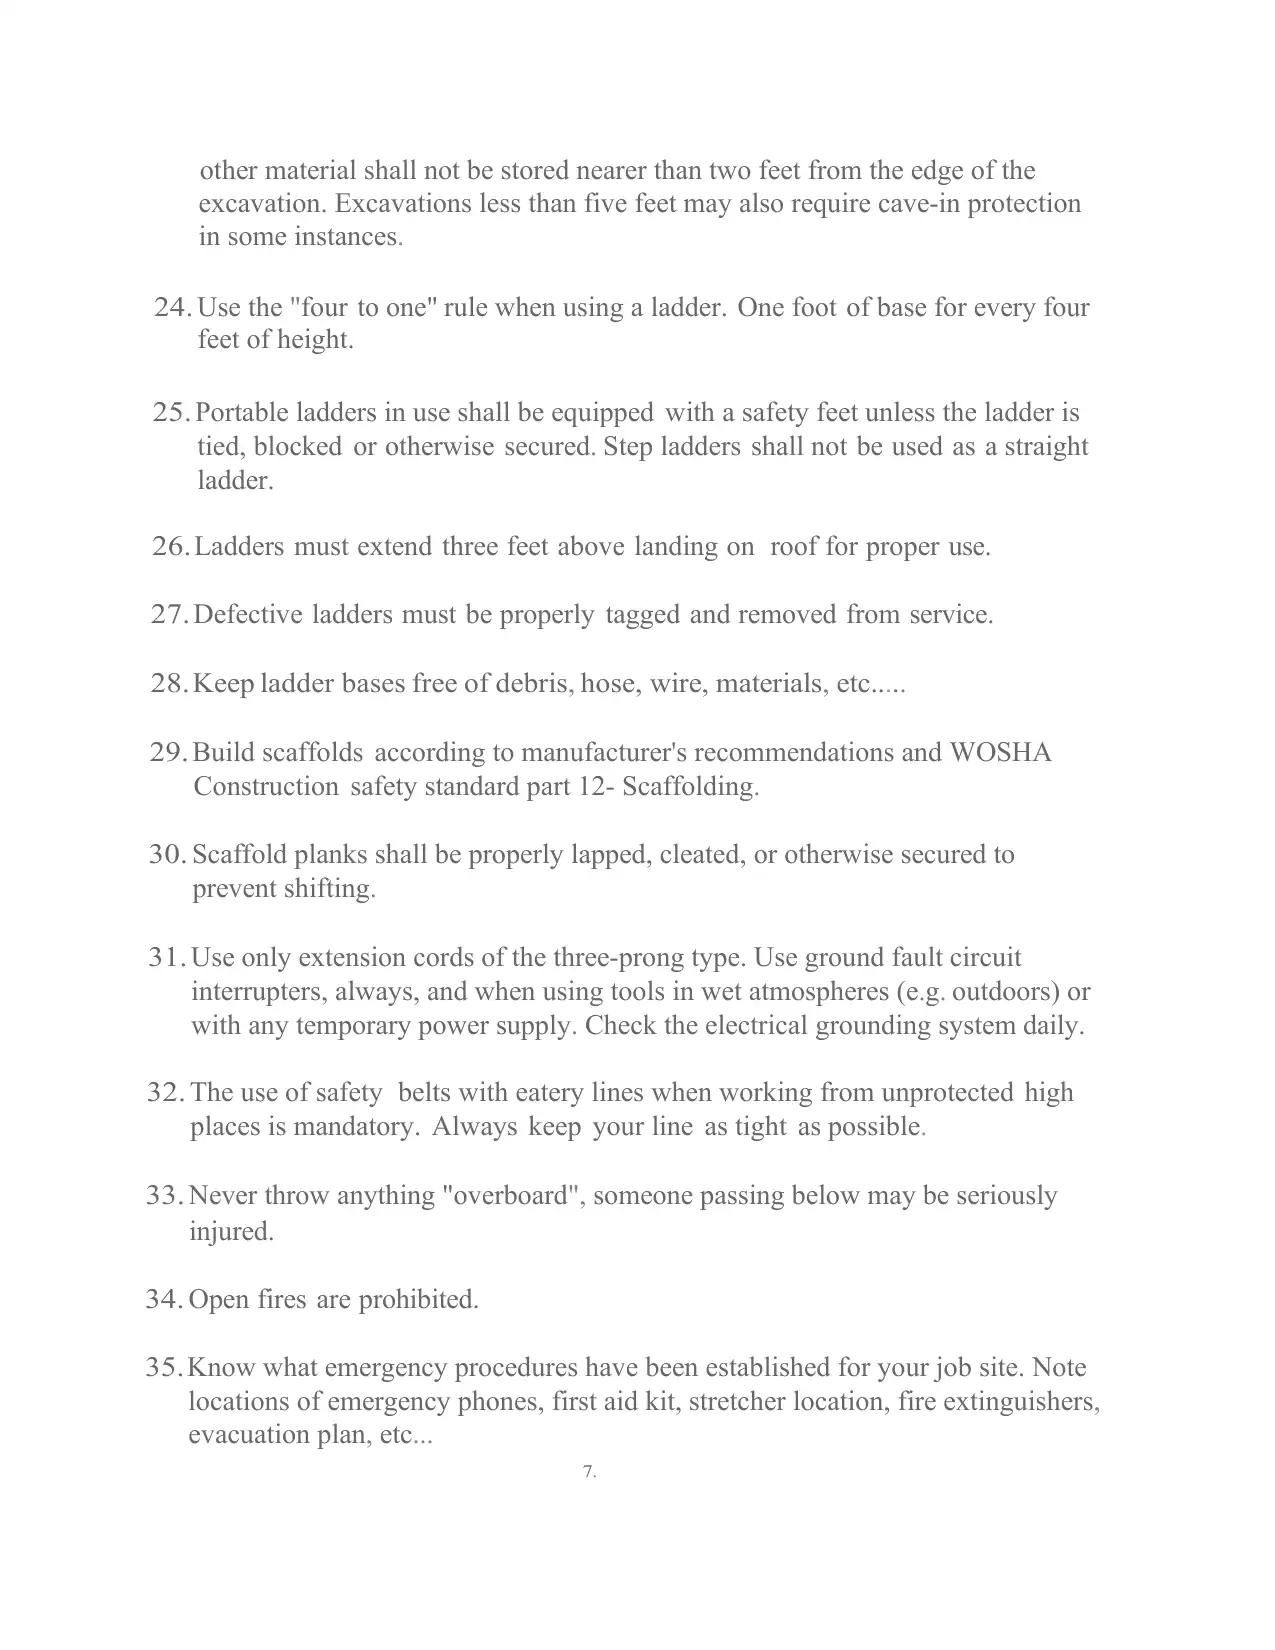 other material shall not be stored nearer than two feet from the edge of the
excavation. Excavations less than five feet may also require cave-in protection
in some instances.
24. Use the "four to one" rule when using a ladder. One foot of base for every four
feet of height.
25. Portable ladders in use shall be equipped with a safety feet unless the ladder is
tied, blocked or otherwise secured. Step ladders shall not be used as a straight
ladder.
26. Ladders must extend three feet above landing on roof for proper use.
27. Defective ladders must be properly tagged and removed from service.
28. Keep ladder bases free of debris, hose, wire, materials, etc.....
29. Build scaffolds according to manufacturer's recommendations and WOSHA
Construction safety standard part 12- Scaffolding.
30. Scaffold planks shall be properly lapped, cleated, or otherwise secured to
prevent shifting.
31. Use only extension cords of the three-prong type. Use ground fault circuit
interrupters, always, and when using tools in wet atmospheres (e.g. outdoors) or
with any temporary power supply. Check the electrical grounding system daily.
32. The use of safety belts with eatery lines when working from unprotected high
places is mandatory. Always keep your line as tight as possible.
33. Never throw anything "overboard", someone passing below may be seriously
injured.
34. Open fires are prohibited.
35. Know what emergency procedures have been established for your job site. Note
locations of emergency phones, first aid kit, stretcher location, fire extinguishers,
evacuation plan, etc...
7.